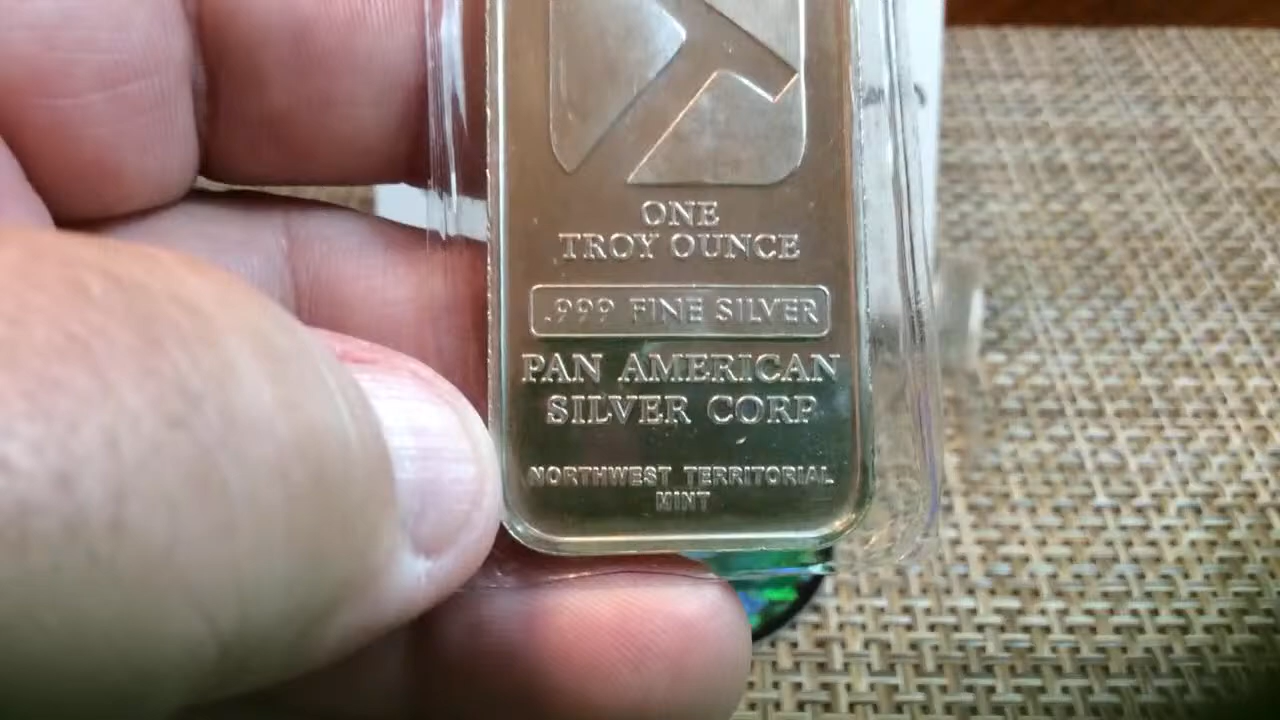 ONE
TROY OUNCE
.999 FINE SILVER
PAN AMERICAN
SILVER CORP
NORTHWEST TERRITORIAL
MINT